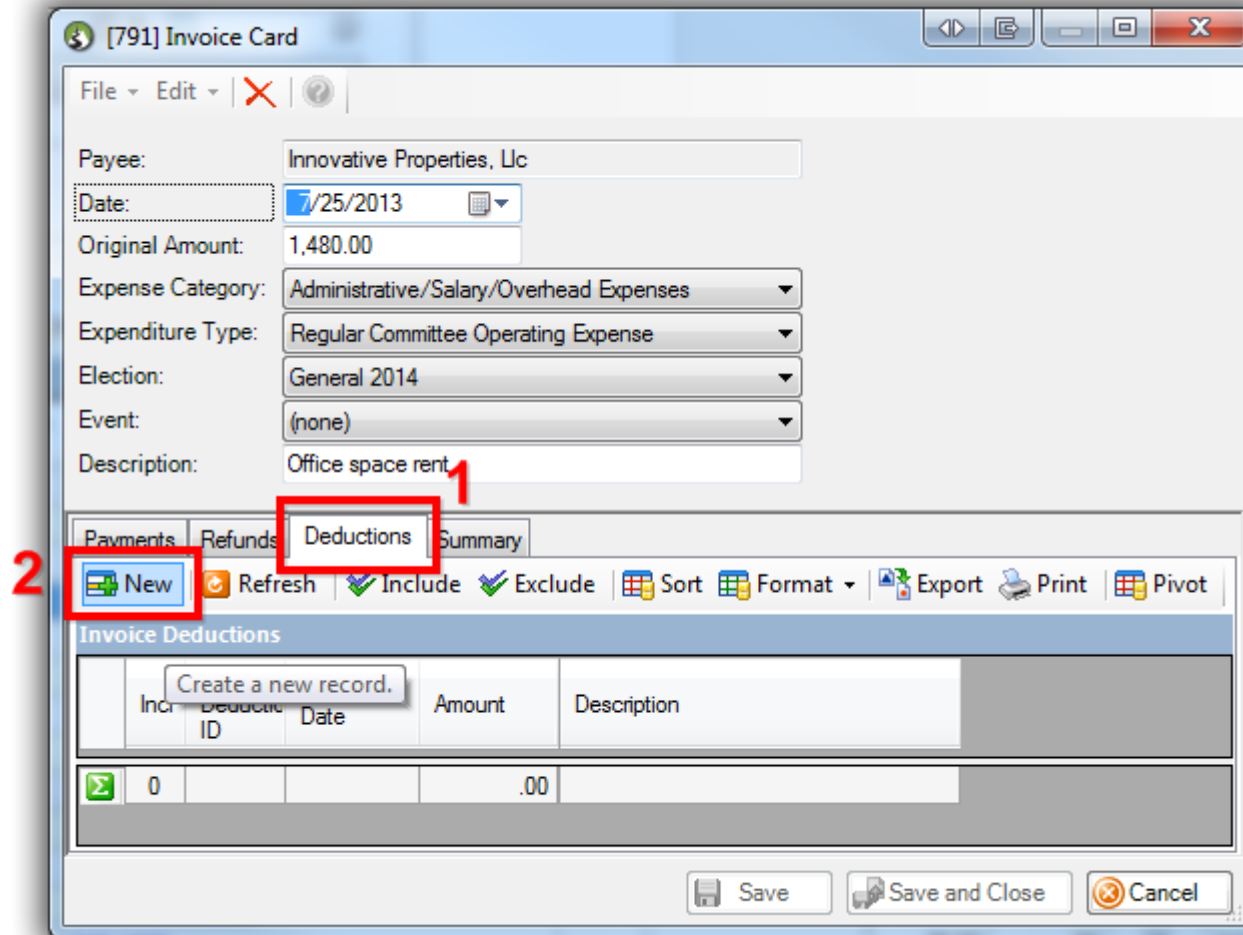 [791] Invoice Card
File Edit
Payee: Innovative Properties, Llc
Date: 7/25/2013
Original Amount: 1,480.00
Expense Category: Administrative/Salary/Overhead Expenses
Expenditure Type: Regular Committee Operating Expense
Election: General 2014
Event: (none)
Description: Office space rent
1
Payments Refunds Deductions Summary
2 New Refresh Include Exclude Sort Format Export Print Pivot
Invoice Deductions
Create a new record.
Incl Date Amount Description
ID
0 .00
Save Save and Close Cancel